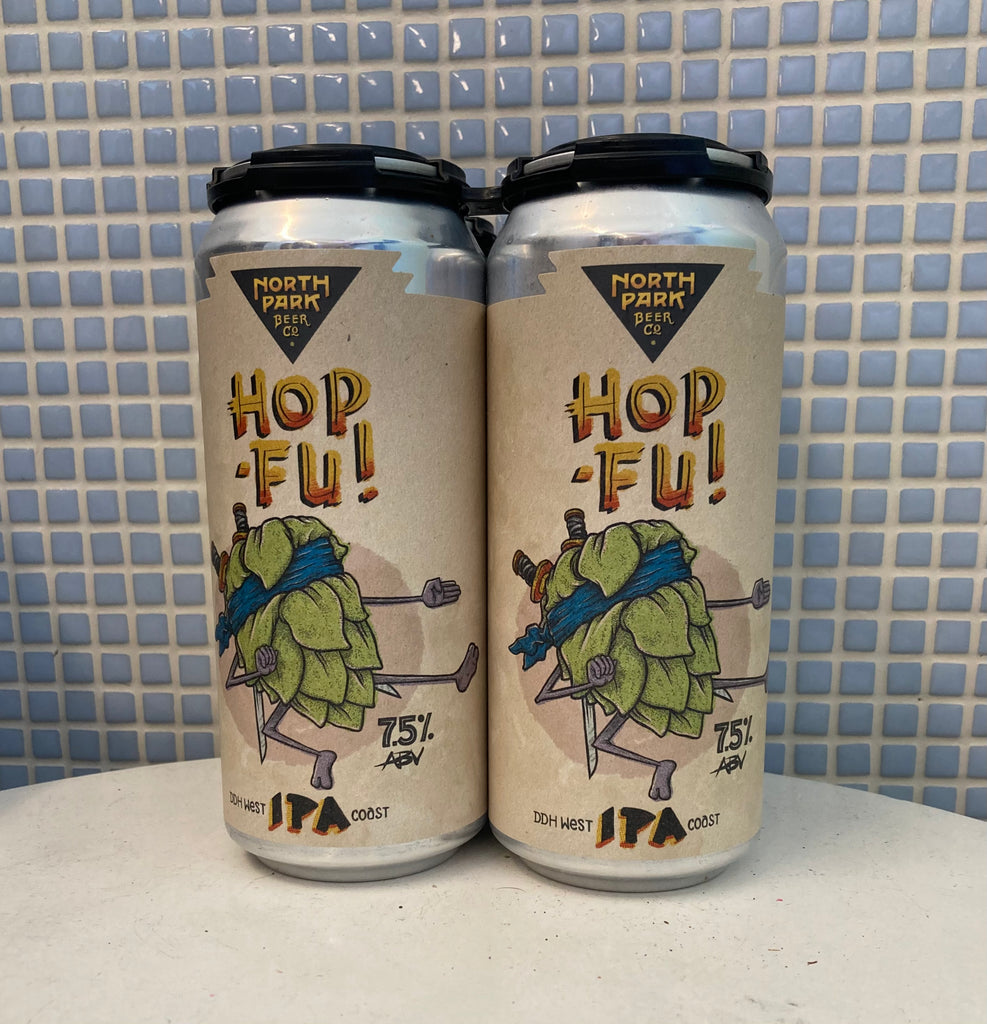 NORTH
PARK
BEER
CO
HOP
-FU!
7.5%
ABV
DDH WEST IPA COAST
NORTH
PARK
BEER
CO
HOP
-FU!
7.5%
ABV
DDH WEST IPA COAST